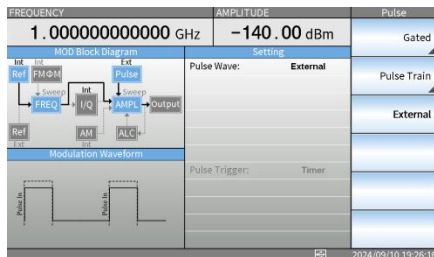 FREQUENCY
AMPLITUDE
Pulse
1.000000000000 GHz
-140.00 dBm
Gated
MOD Block Diagram
Setting
Int Int Ext
Ref FMΦM Pulse
Pulse Wave: External
Pulse Train
Sweep Int Sweep
FREQ I/Q AMPL Output
External
Ref AM ALC
Ext Int
Modulation Waveform
Pulse Trigger: Timer
Pulse In
Pulse In
2024/09/10 19:26:10